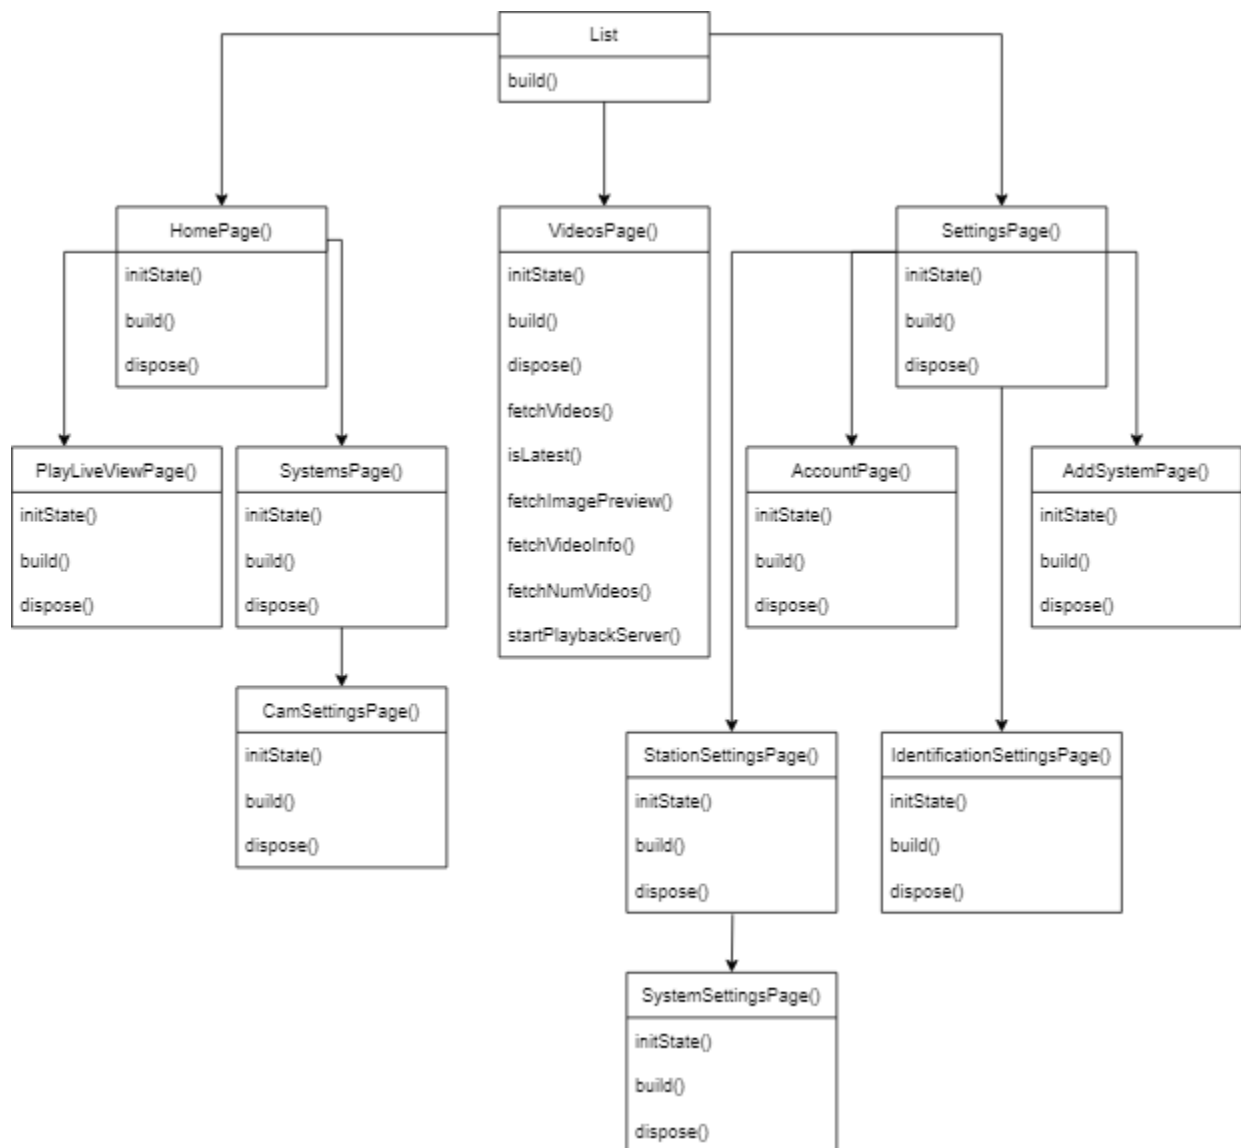 List
build()
HomePage()
initState()
build()
dispose()
VideosPage()
initState()
build()
dispose()
fetchVideos()
isLatest()
fetchImagePreview()
fetchVideoInfo()
fetchNumVideos()
startPlaybackServer()
SettingsPage()
initState()
build()
dispose()
PlayLiveViewPage()
initState()
build()
dispose()
SystemsPage()
initState()
build()
dispose()
AccountPage()
initState()
build()
dispose()
AddSystemPage()
initState()
build()
dispose()
CamSettingsPage()
initState()
build()
dispose()
StationSettingsPage()
initState()
build()
dispose()
IdentificationSettingsPage()
initState()
build()
dispose()
SystemSettingsPage()
initState()
build()
dispose()